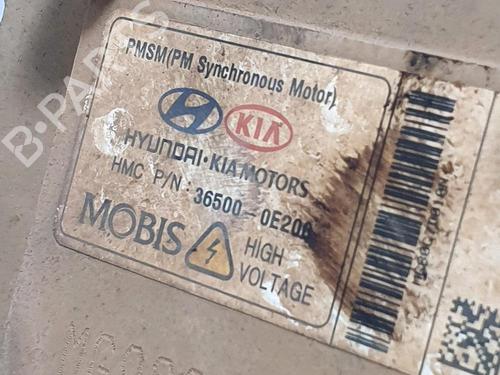 PMSM(PM Synchronous Motor)
KIA
HYUNDAI · KIA MOTORS
HMC P/N : 36500-0E200
MOBIS
HIGH
VOLTAGE
B-PARTS